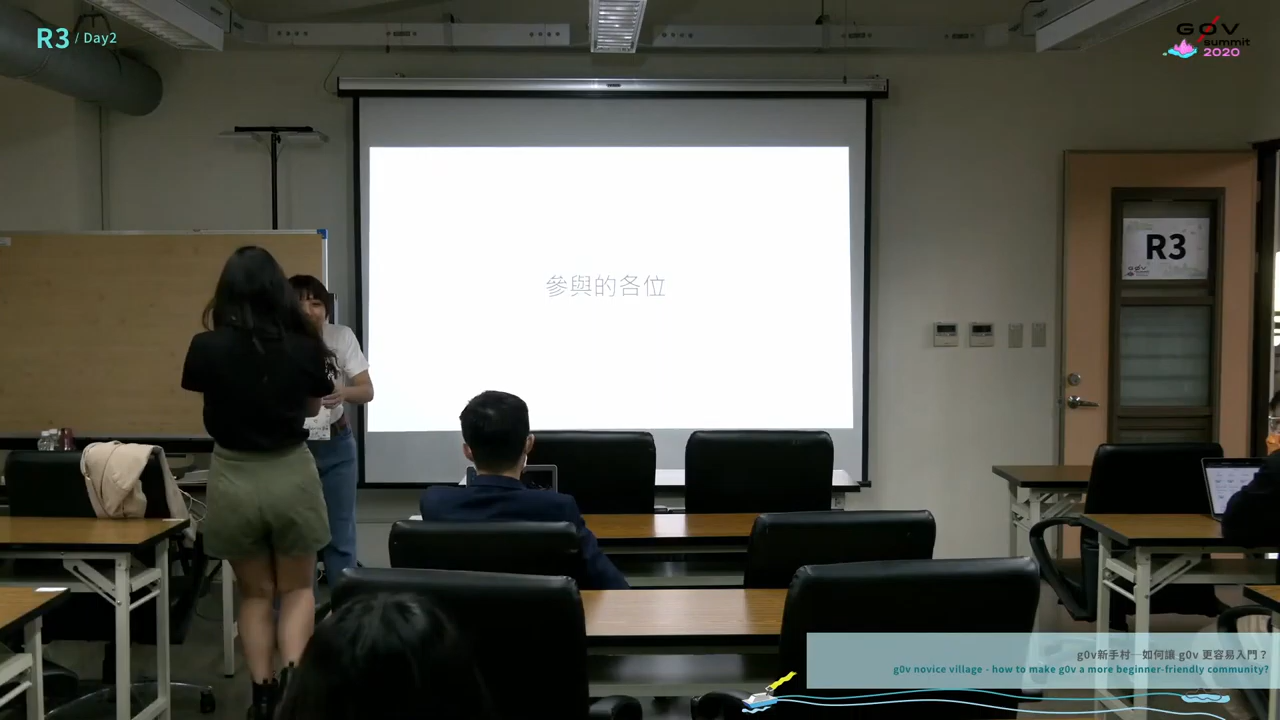 R3 / Day2
g0v
summit
2020
參與的各位
R3
g0v新手村—如何讓 g0v 更容易入門？
g0v novice village - how to make g0v a more beginner-friendly community?